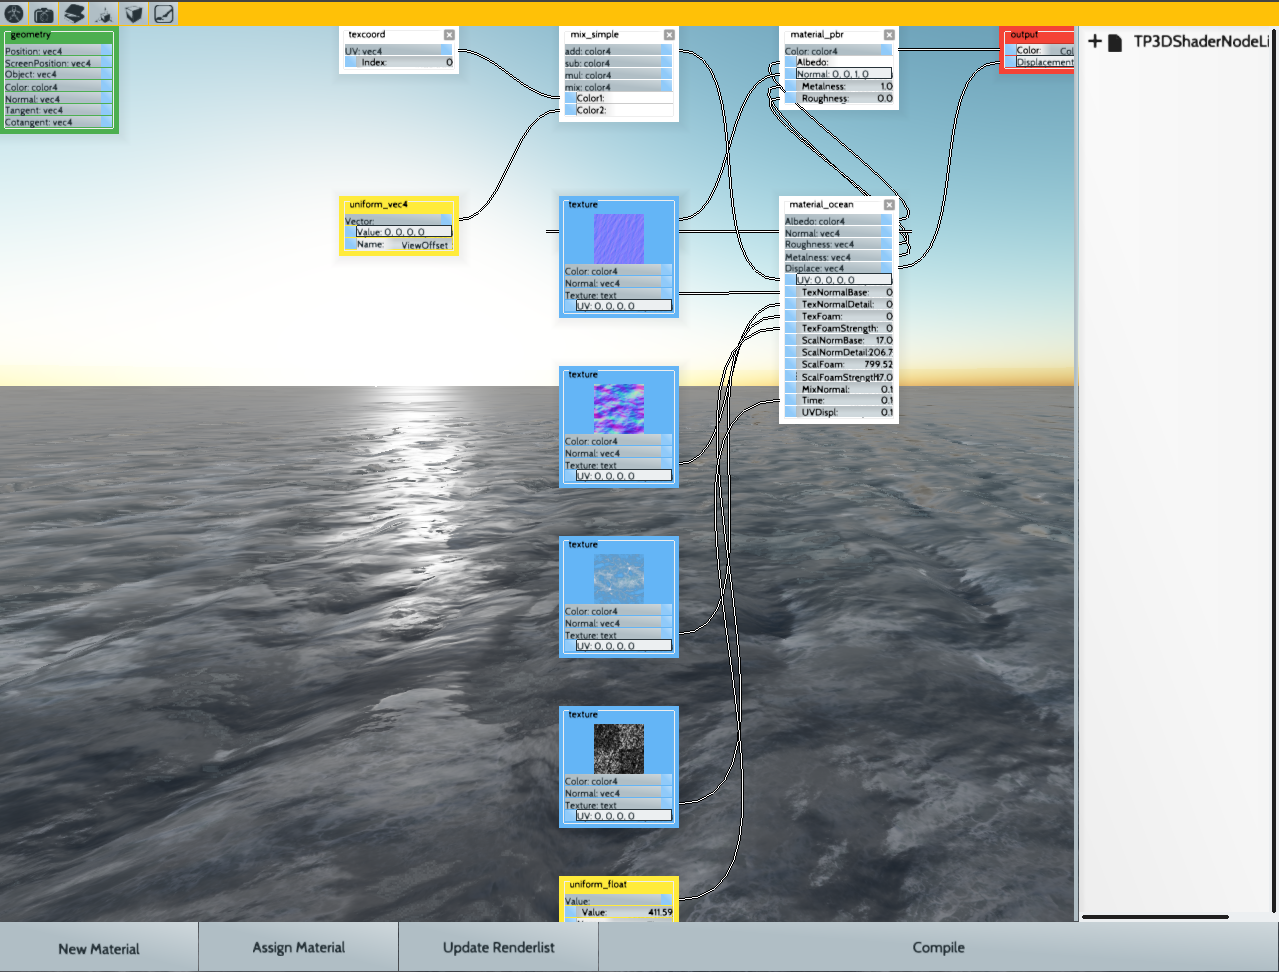 geometry
Position: vec4
ScreenPosition: vec4
Object: vec4
Color: color4
Normal: vec4
Tangent: vec4
Cotangent: vec4
texcoord
UV: vec4
Index: 0
mix_simple
add: color4
sub: color4
mul: color4
mix: color4
Color1:
Color2:
material_pbr
Color: color4
Albedo:
Normal: 0, 0, 1, 0
Metalness: 1.0
Roughness: 0.0
output
Color: Col
Displacement
TP3DShaderNodeLi
uniform_vec4
Vector:
Value: 0, 0, 0, 0
Name: ViewOffset
texture
Color: color4
Normal: vec4
Texture: text
UV: 0, 0, 0, 0
material_ocean
Albedo: color4
Normal: vec4
Roughness: vec4
Metalness: vec4
Displace: vec4
UV: 0, 0, 0, 0
TexNormalBase: 0
TexNormalDetail: 0
TexFoam: 0
TexFoamStrength: 0
ScalNormBase: 17.0
ScalNormDetail: 206.7
ScalFoam: 799.52
ScalFoamStrength 17.0
MixNormal: 0.1
Time: 0.1
UVDispl: 0.1
texture
Color: color4
Normal: vec4
Texture: text
UV: 0, 0, 0, 0
texture
Color: color4
Normal: vec4
Texture: text
UV: 0, 0, 0, 0
texture
Color: color4
Normal: vec4
Texture: text
UV: 0, 0, 0, 0
uniform_float
Value:
Value: 411.59
New Material
Assign Material
Update Renderlist
Compile